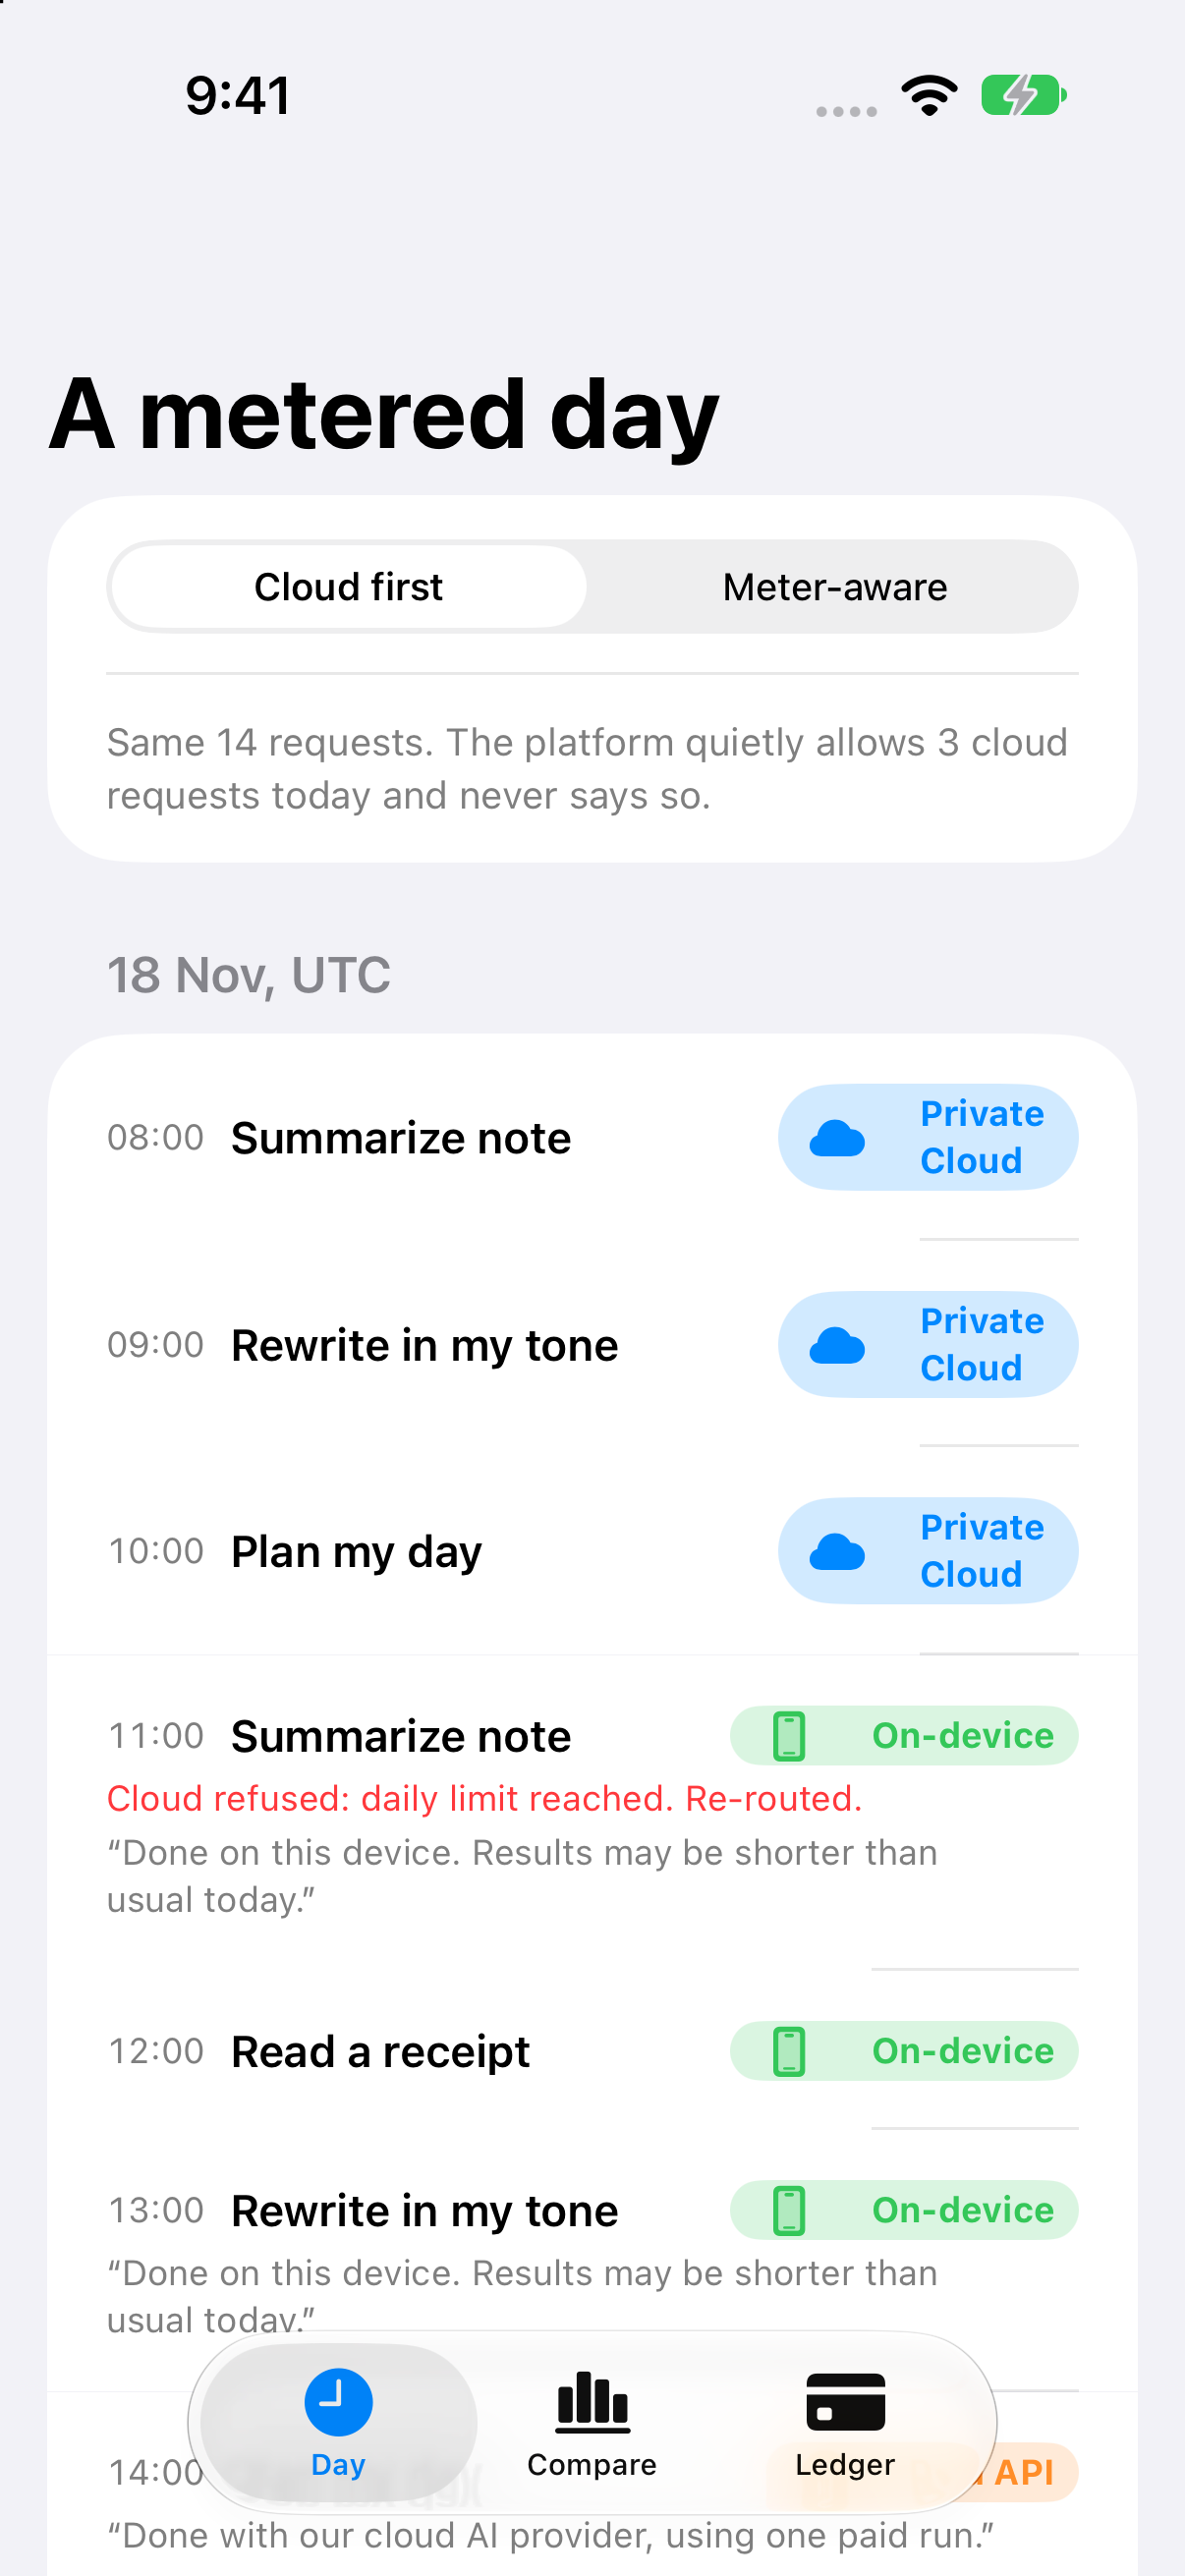 9:41
A metered day
Cloud first
Meter-aware
Same 14 requests. The platform quietly allows 3 cloud
requests today and never says so.
18 Nov, UTC
08:00 Summarize note
Private
Cloud
09:00 Rewrite in my tone
Private
Cloud
10:00 Plan my day
Private
Cloud
11:00 Summarize note On-device
Cloud refused: daily limit reached. Re-routed.
“Done on this device. Results may be shorter than
usual today.”
12:00 Read a receipt On-device
13:00 Rewrite in my tone On-device
“Done on this device. Results may be shorter than
usual today.”
Day
Compare
Ledger
14:00 API
“Done with our cloud AI provider, using one paid run.”